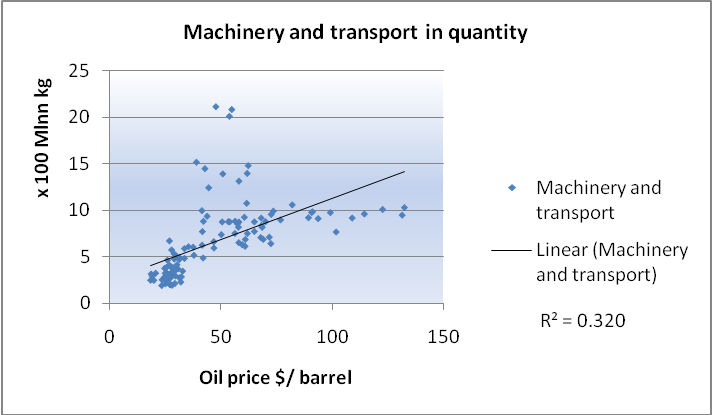 Machinery and transport in quantity
x 100 Mlnn kg
25
20
15
10
5
0
0 50 100 150
Oil price $/ barrel
Machinery and
transport
Linear (Machinery
and transport)
R² = 0.320